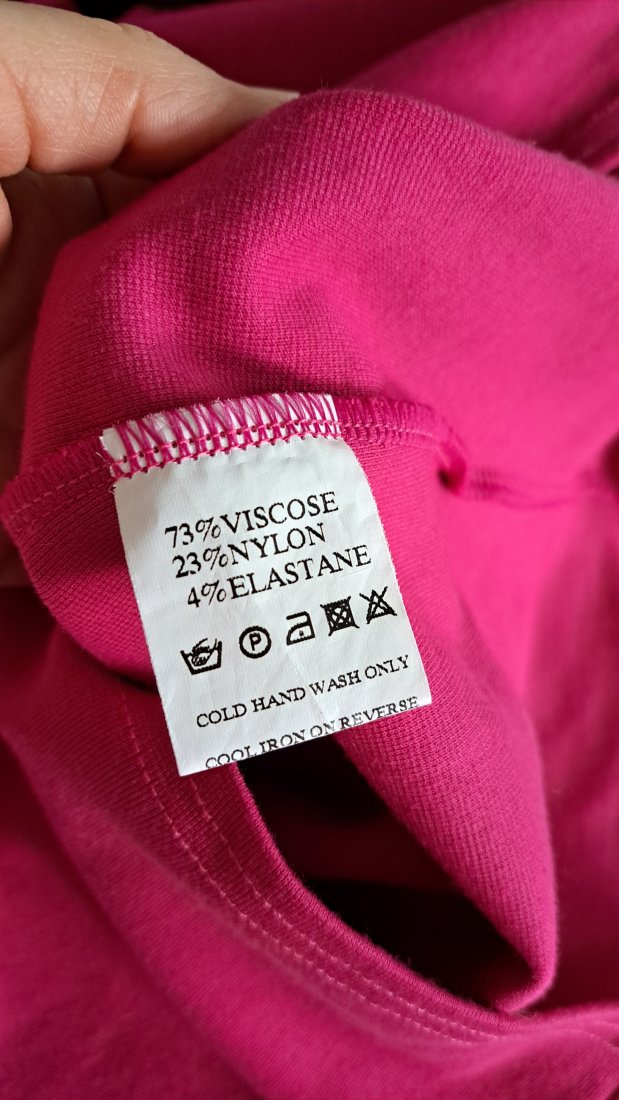 73%VISCOSE
23%NYLON
4%ELASTANE
P
COLD HAND WASH ONLY
COOL IRON ON REVERSE